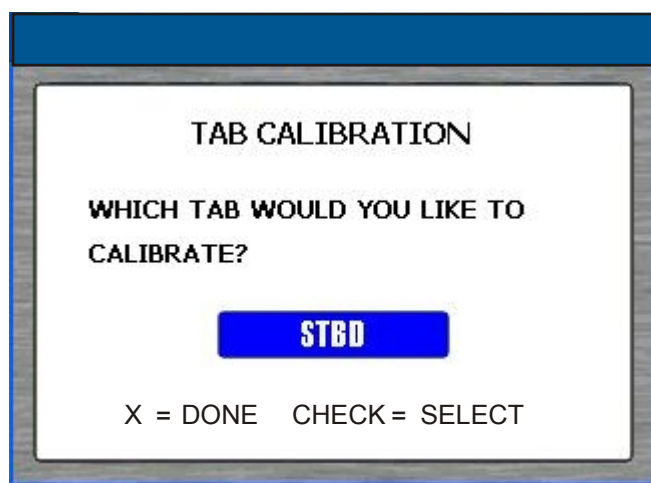 TAB CALIBRATION
WHICH TAB WOULD YOU LIKE TO
CALIBRATE?
STBD
X = DONE CHECK = SELECT